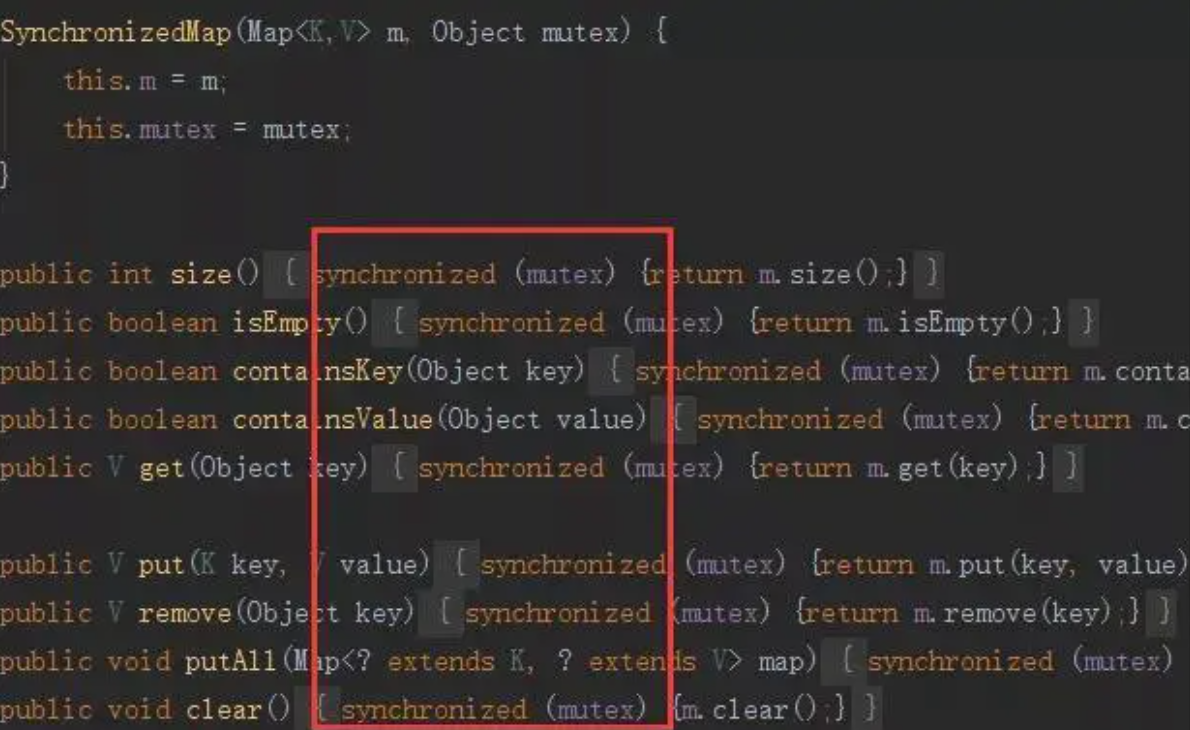 SynchronizedMap(Map<K,V> m, Object mutex) {
this.m = m;
this.mutex = mutex;
}
public int size() { synchronized (mutex) {return m.size();} }
public boolean isEmpty() { synchronized (mutex) {return m.isEmpty();} }
public boolean containsKey(Object key) { synchronized (mutex) {return m.conta
public boolean containsValue(Object value) { synchronized (mutex) {return m.c
public V get(Object key) { synchronized (mutex) {return m.get(key);} }
public V put(K key, V value) { synchronized (mutex) {return m.put(key, value)
public V remove(Object key) { synchronized (mutex) {return m.remove(key);} }
public void putAll(Map<? extends K, ? extends V> map) { synchronized (mutex)
public void clear() { synchronized (mutex) {m.clear();} }